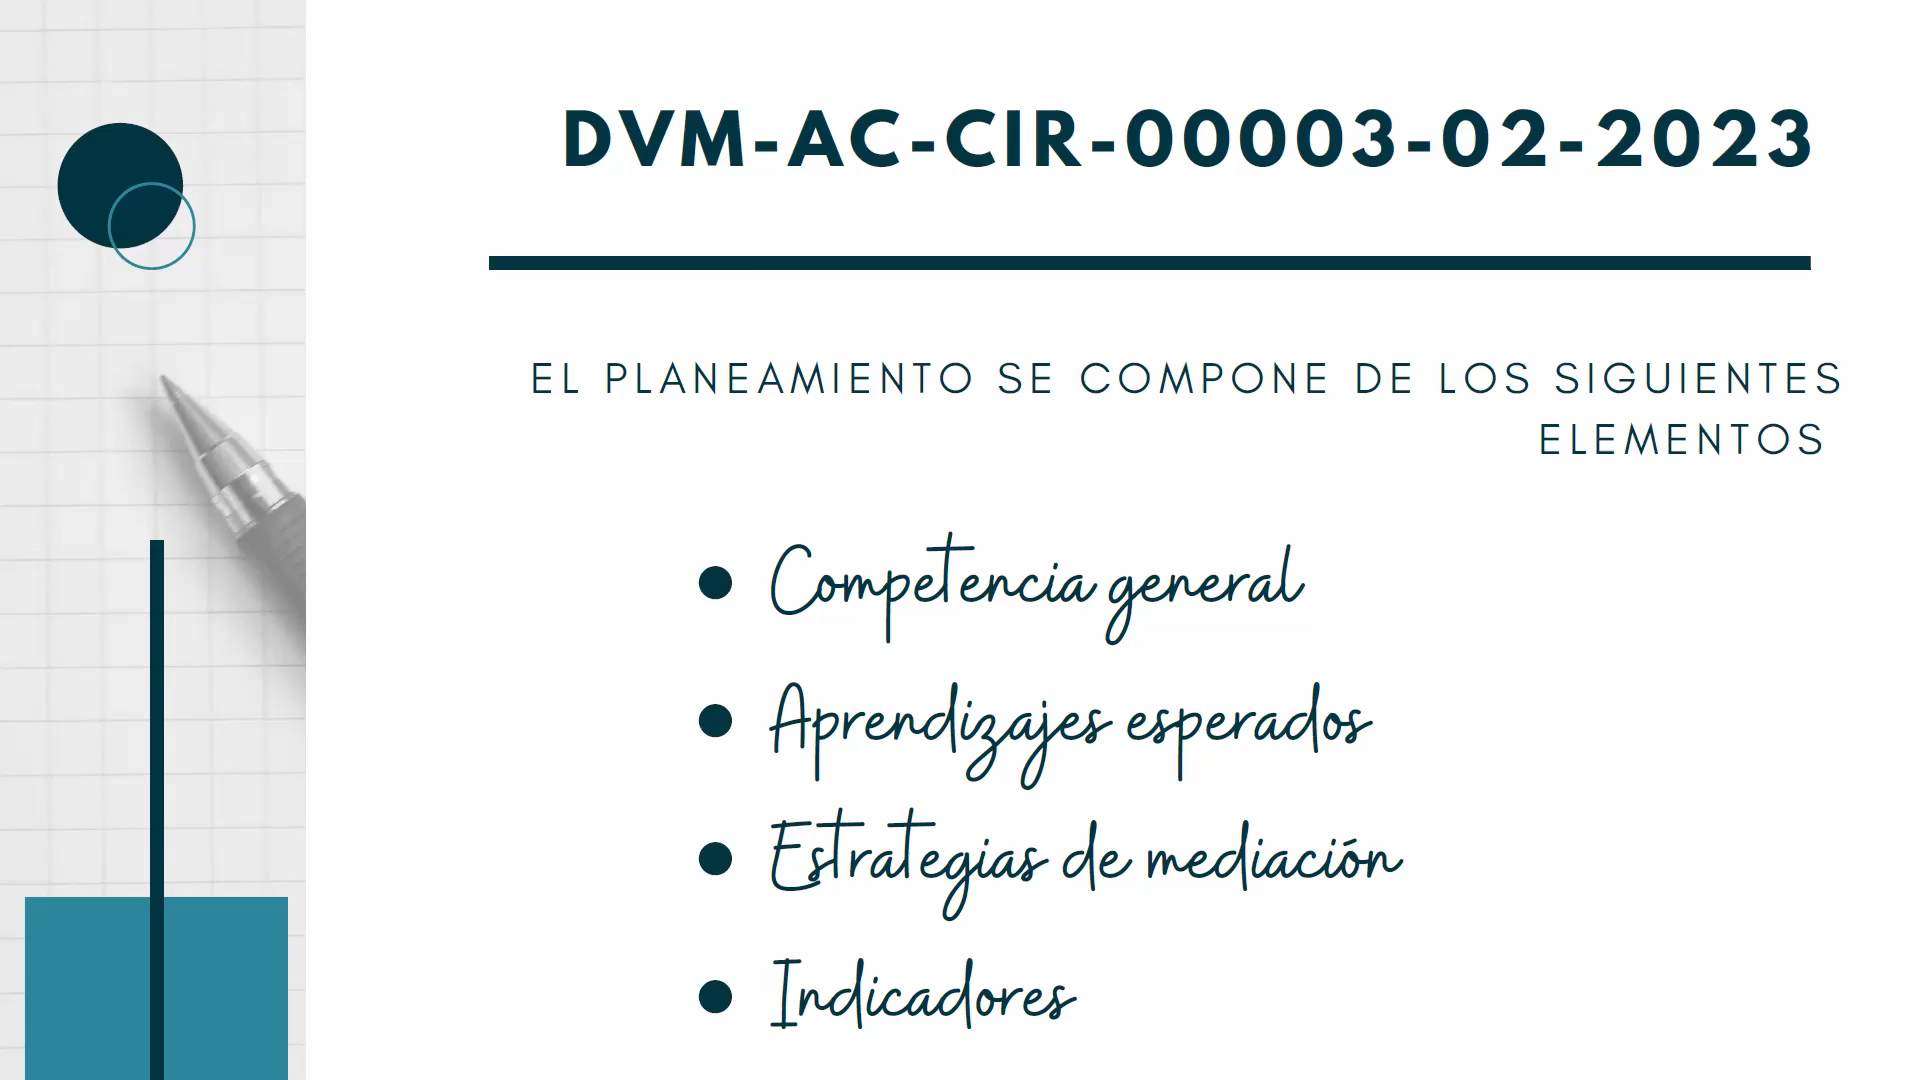 DVM-AC-CIR-00003-02-2023
EL PLANEAMIENTO SE COMPONE DE LOS SIGUIENTES
ELEMENTOS
• Competencia general
• Aprendizajes esperados
• Estrategias de mediación
• Indicadores